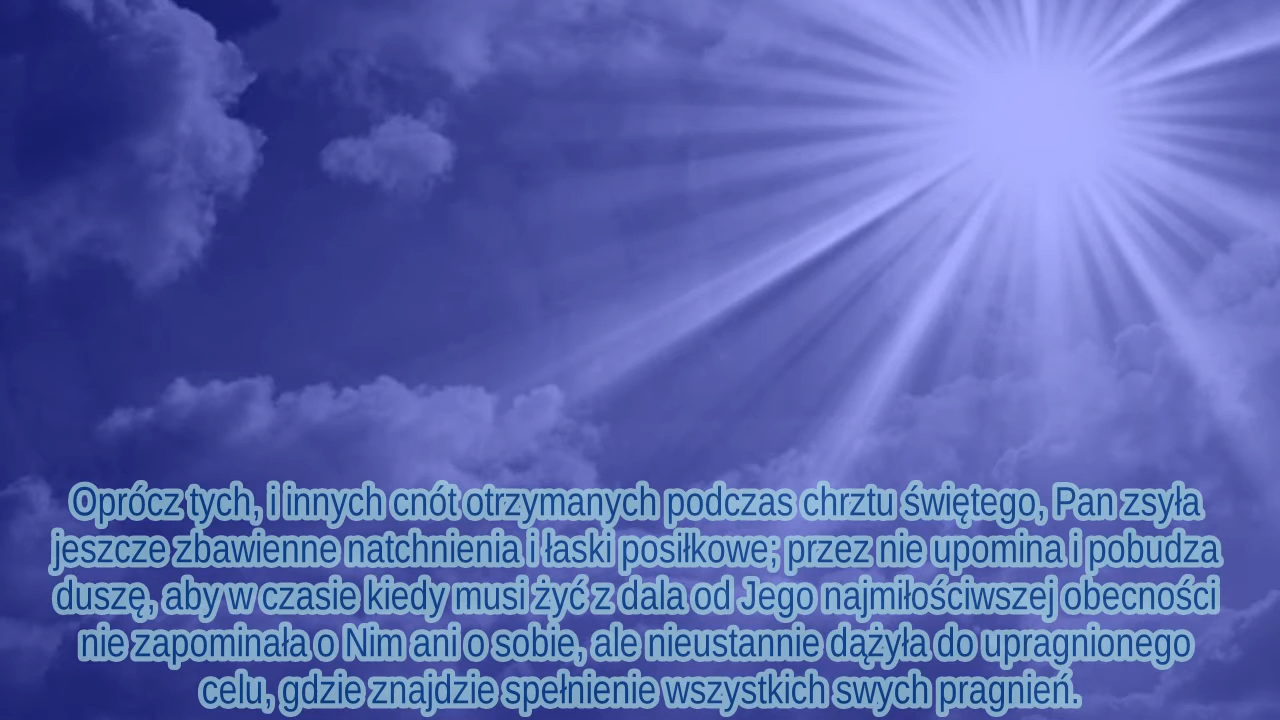 Oprócz tych, i innych cnót otrzymanych podczas chrztu świętego, Pan zsyła
jeszcze zbawienne natchnienia i łaski posiłkowe; przez nie upomina i pobudza
duszę, aby w czasie kiedy musi żyć z dala od Jego najmiłościwszej obecności
nie zapominała o Nim ani o sobie, ale nieustannie dążyła do upragnionego
celu, gdzie znajdzie spełnienie wszystkich swych pragnień.